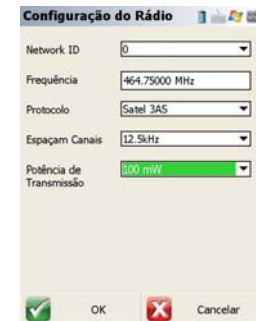 Configuração do Rádio
Network ID 0
Frequência 464.75000 MHz
Protocolo Satel 3AS
Espaçam Canais 12.5kHz
Potência de 100 mW
Transmissão
OK Cancelar